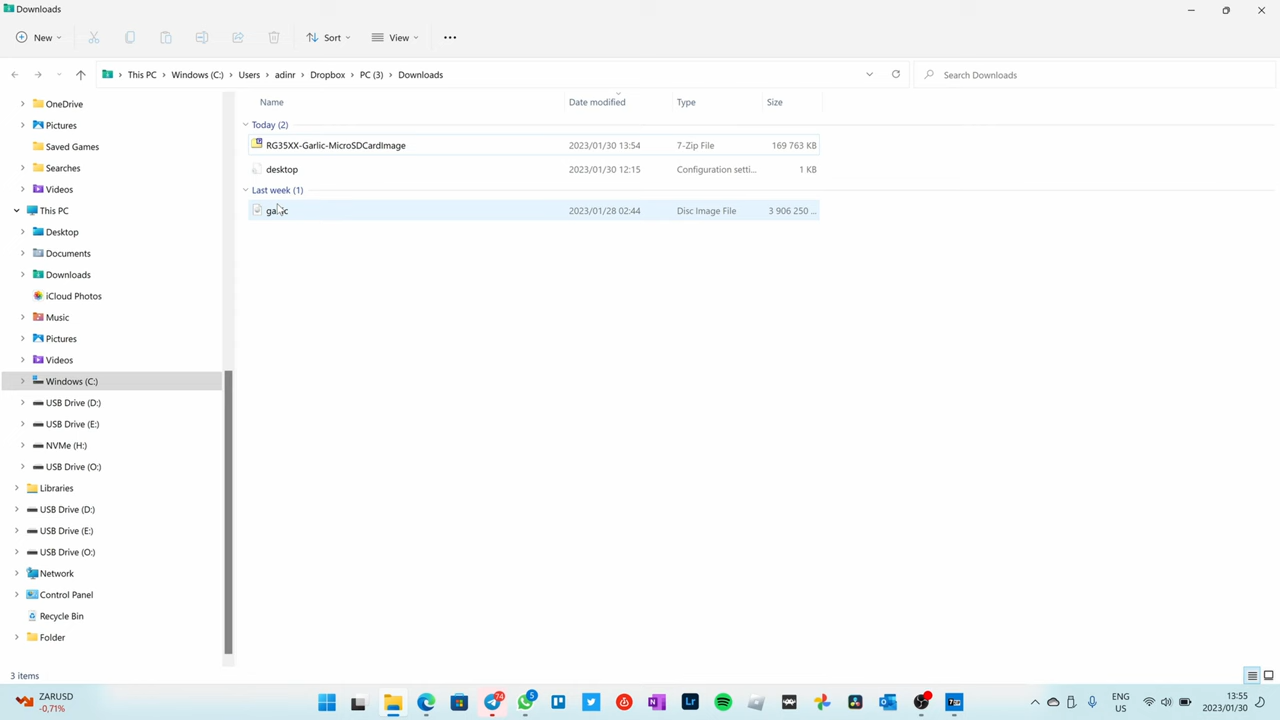 Downloads
New
Sort
View
This PC > Windows (C:) > Users > adinr > Dropbox > PC (3) > Downloads
Search Downloads
Name
Date modified
Type
Size
Today (2)
RG35XX-Garlic-MicroSDCardImage 2023/01/30 13:54 7-Zip File 169 763 KB
desktop 2023/01/30 12:15 Configuration setti... 1 KB
Last week (1)
2023/01/28 02:44 Disc Image File 3 906 250 ...
OneDrive
Pictures
Saved Games
Searches
Videos
This PC
Desktop
Documents
Downloads
iCloud Photos
Music
Pictures
Videos
Windows (C:)
USB Drive (D:)
USB Drive (E:)
NVMe (H:)
USB Drive (O:)
Libraries
USB Drive (D:)
USB Drive (E:)
USB Drive (O:)
Network
Control Panel
Recycle Bin
Folder
3 items
ZARUSD
-0,71%
74
5
Lr
7ZIP
ENG
US
13:55
2023/01/30